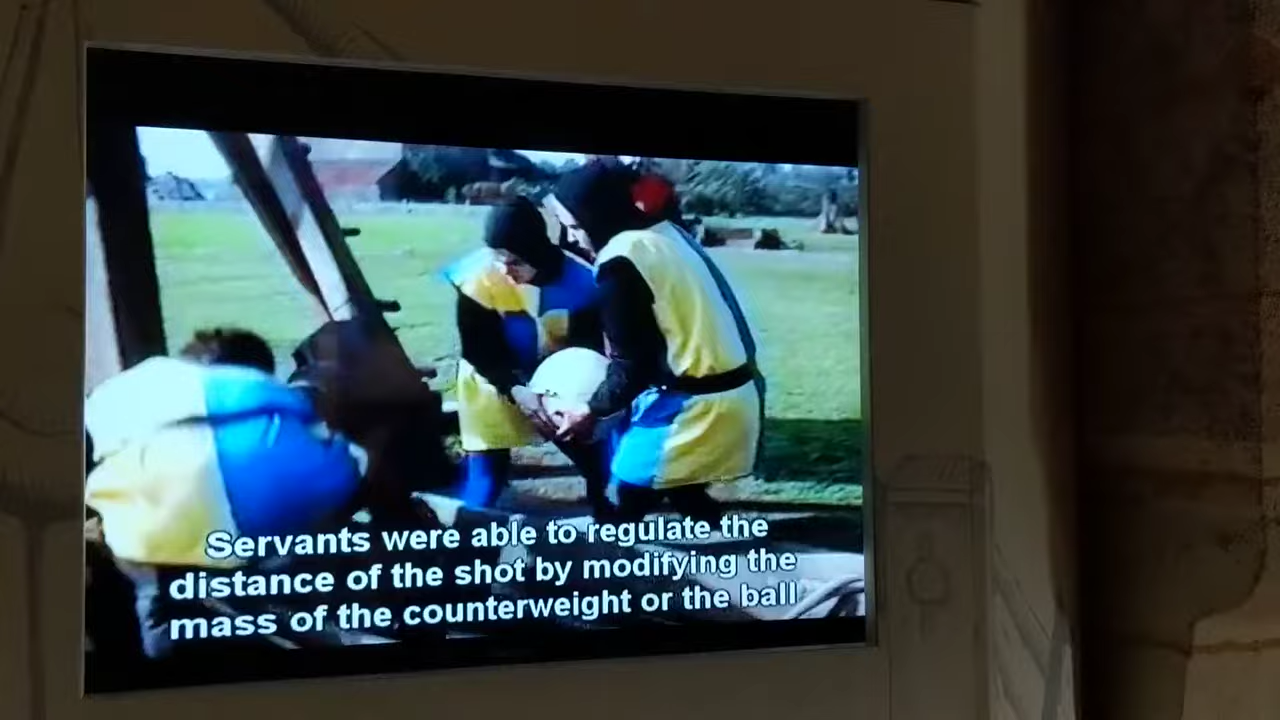 Servants were able to regulate the
distance of the shot by modifying the
mass of the counterweight or the ball